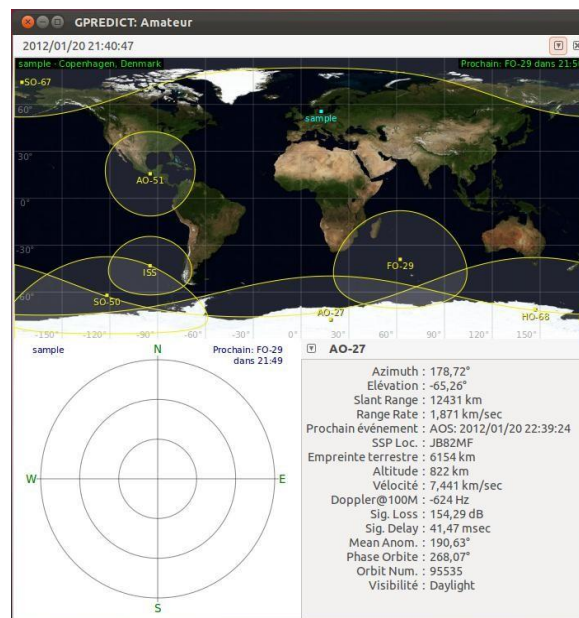 GPREDICT: Amateur
2012/01/20 21:40:47
sample - Copenhagen, Denmark
Prochain: FO-29 dans 21:
SO-67
60°
sample
30°
AO-51
0°
-30°
ISS
FO-29
-60°
SO-50
AO-27
HO-68
-150° -120° -90° -60° -30° 0° 30° 60° 90° 120° 150°
sample
N
Prochain: FO-29
dans 21:49
W
E
S
AO-27
Azimuth : 178,72°
Elévation : -65,26°
Slant Range : 12431 km
Range Rate : 1,871 km/sec
Prochain événement : AOS: 2012/01/20 22:39:24
SSP Loc. : JB82MF
Empreinte terrestre : 6154 km
Altitude : 822 km
Vélocité : 7,441 km/sec
Doppler@100M : -624 Hz
Sig. Loss : 154,29 dB
Sig. Delay : 41,47 msec
Mean Anom. : 190,63°
Phase Orbite : 268,07°
Orbit Num. : 95535
Visibilité : Daylight